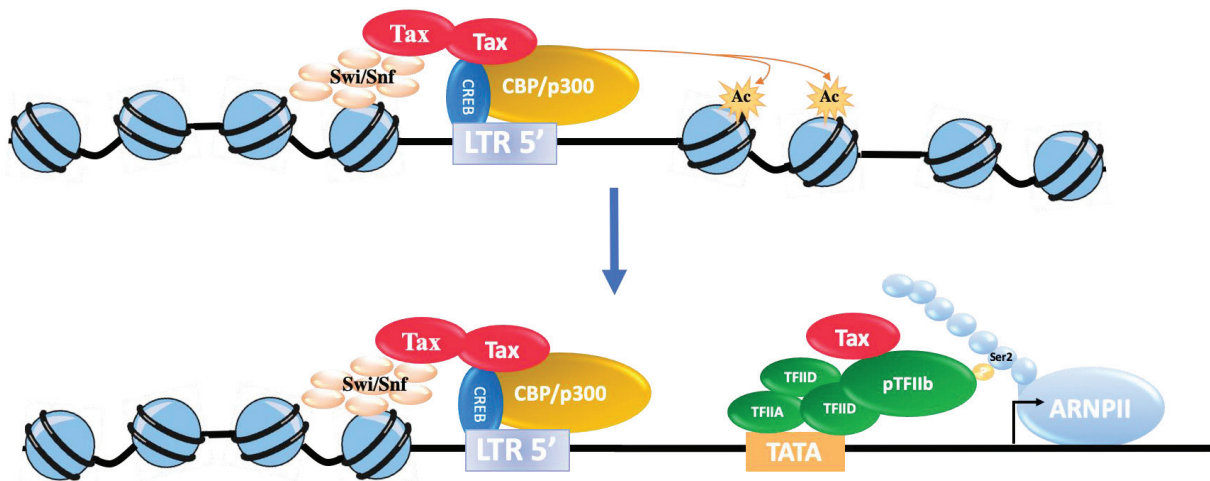 Tax
Tax
Swi/Snf
CREB
CBP/p300
Ac
Ac
LTR 5’
Tax
Tax
Tax
Swi/Snf
CREB
CBP/p300
TFIID
pTFIIb
P
Ser2
TFIIA
TFIID
ARNPII
LTR 5’
TATA